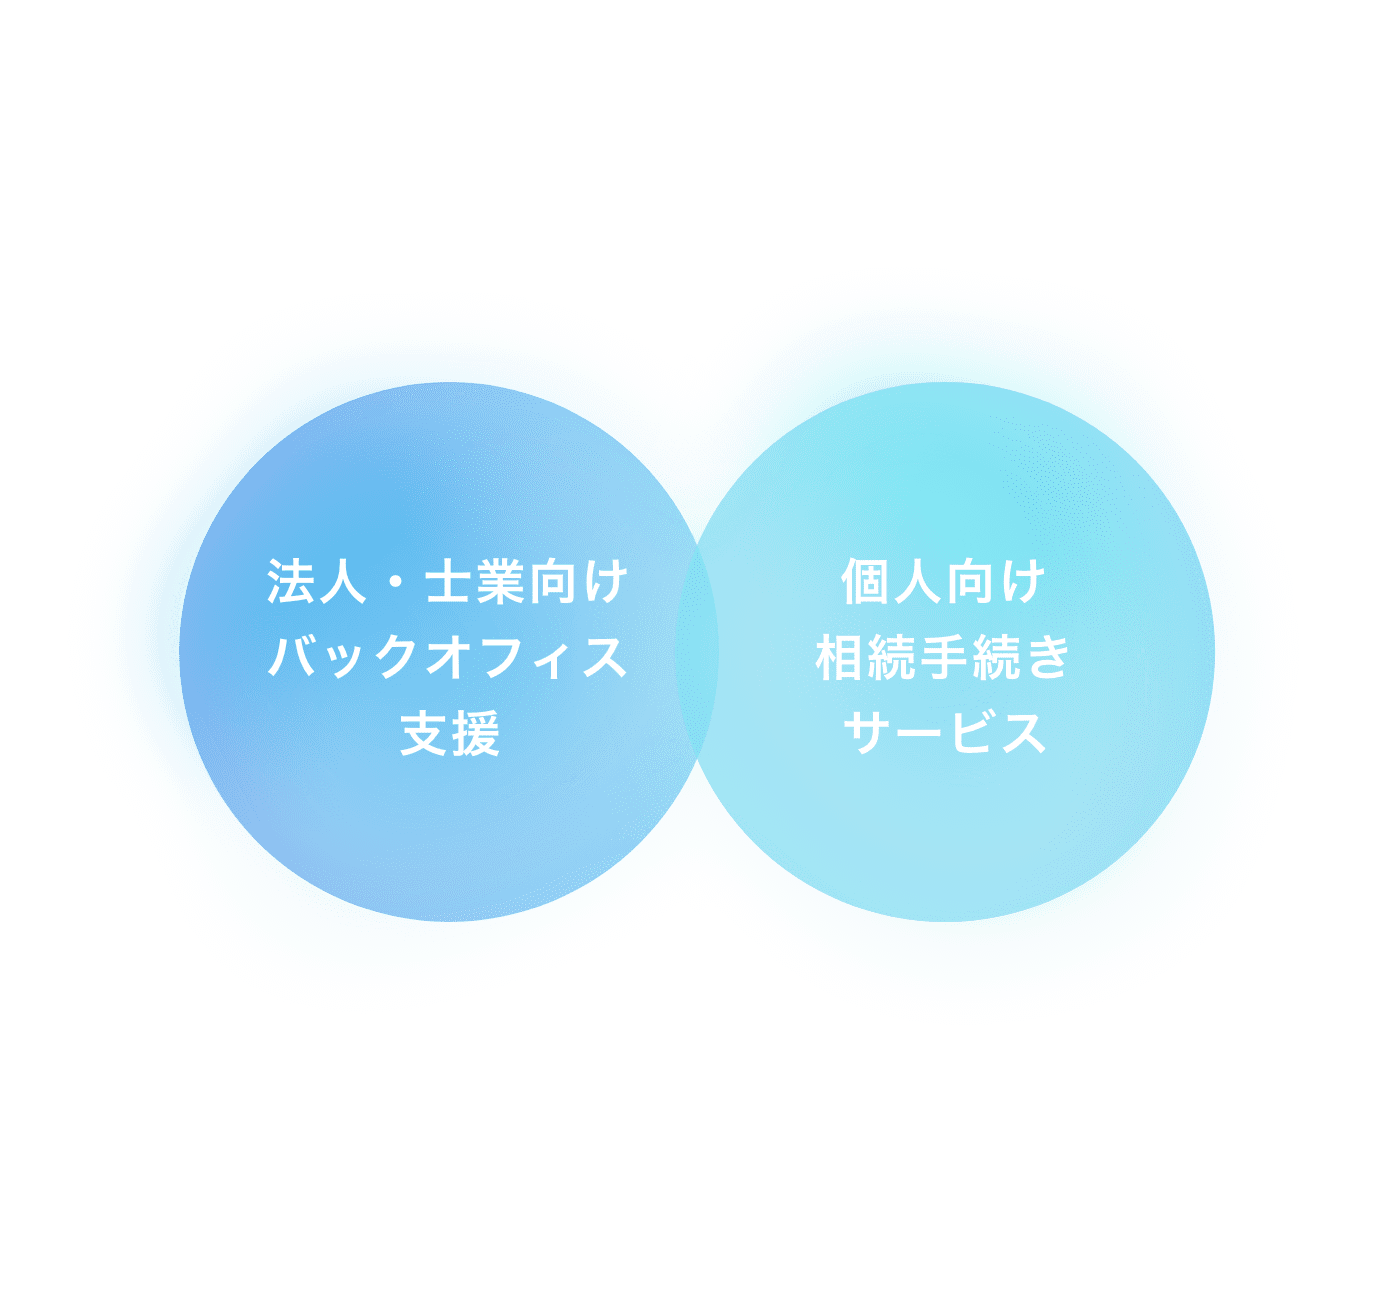 法人・士業向け
バックオフィス
支援
個人向け
相続手続き
サービス